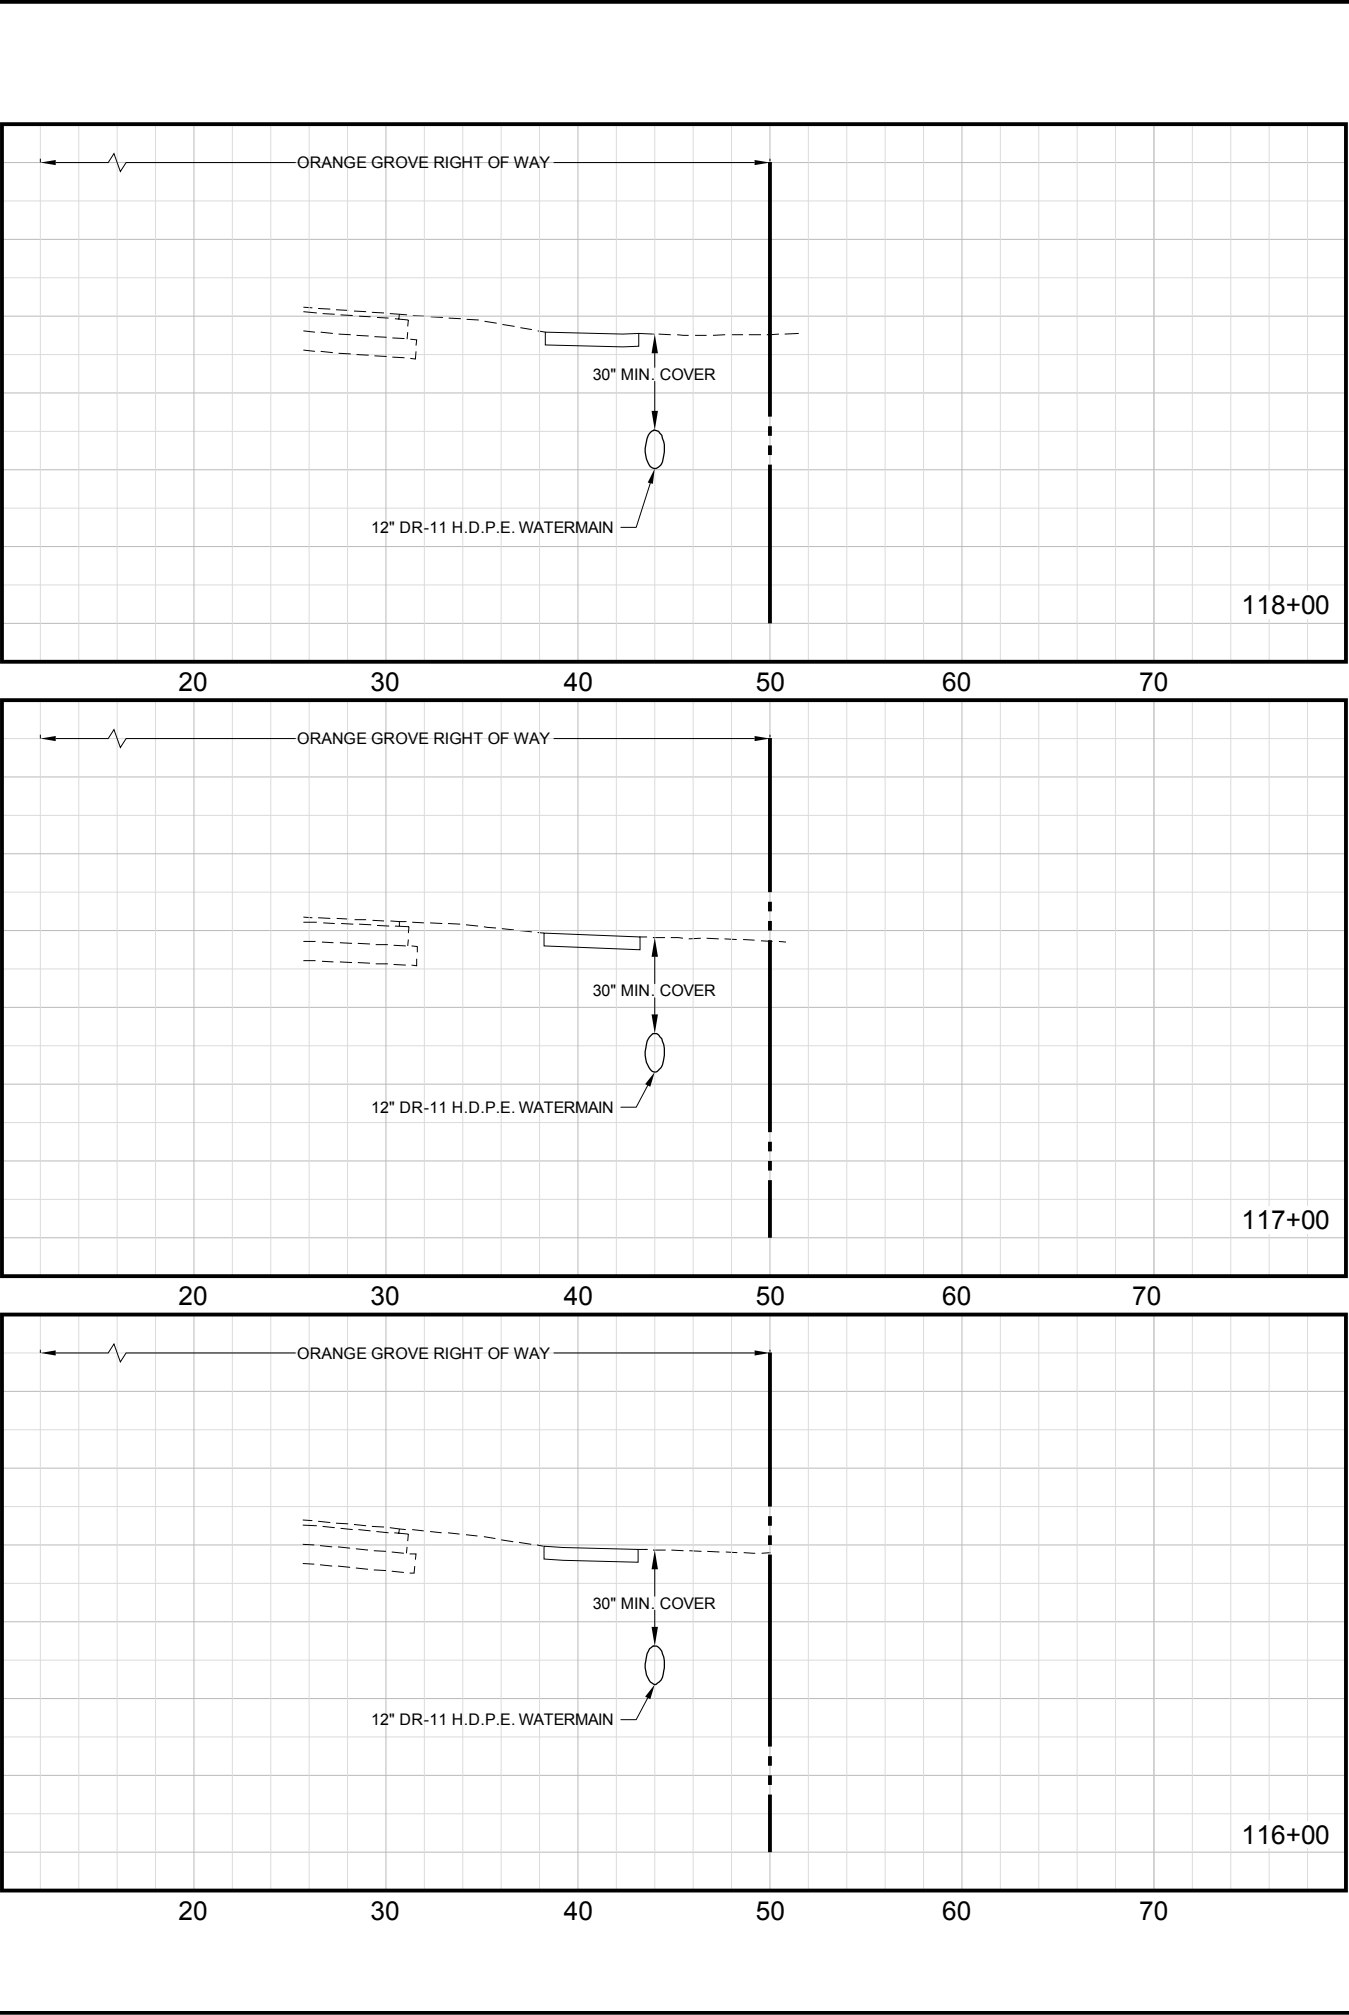 ORANGE GROVE RIGHT OF WAY
30" MIN. COVER
12" DR-11 H.D.P.E. WATERMAIN
118+00
20 30 40 50 60 70
ORANGE GROVE RIGHT OF WAY
30" MIN. COVER
12" DR-11 H.D.P.E. WATERMAIN
117+00
20 30 40 50 60 70
ORANGE GROVE RIGHT OF WAY
30" MIN. COVER
12" DR-11 H.D.P.E. WATERMAIN
116+00
20 30 40 50 60 70